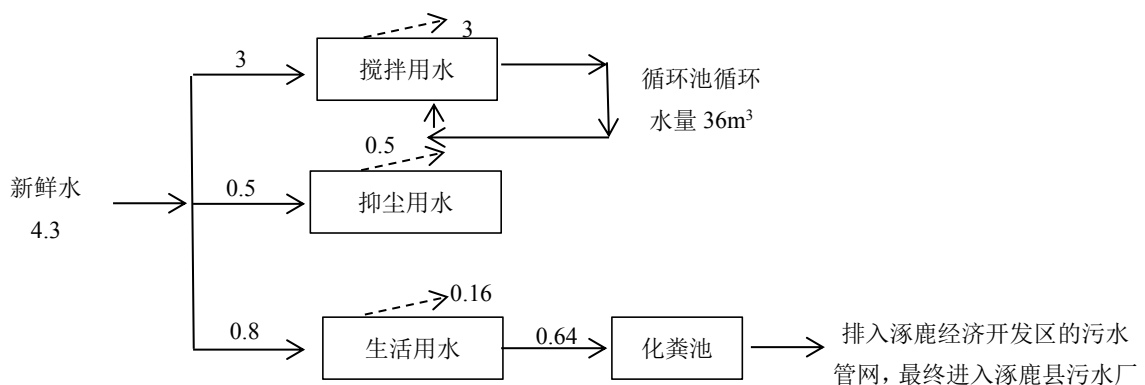 3
3
搅拌用水
循环池循环
水量 36m³
0.5
新鲜水
4.3
0.5
抑尘用水
0.16
0.8
生活用水
0.64
化粪池
排入涿鹿经济开发区的污水
管网，最终进入涿鹿县污水厂